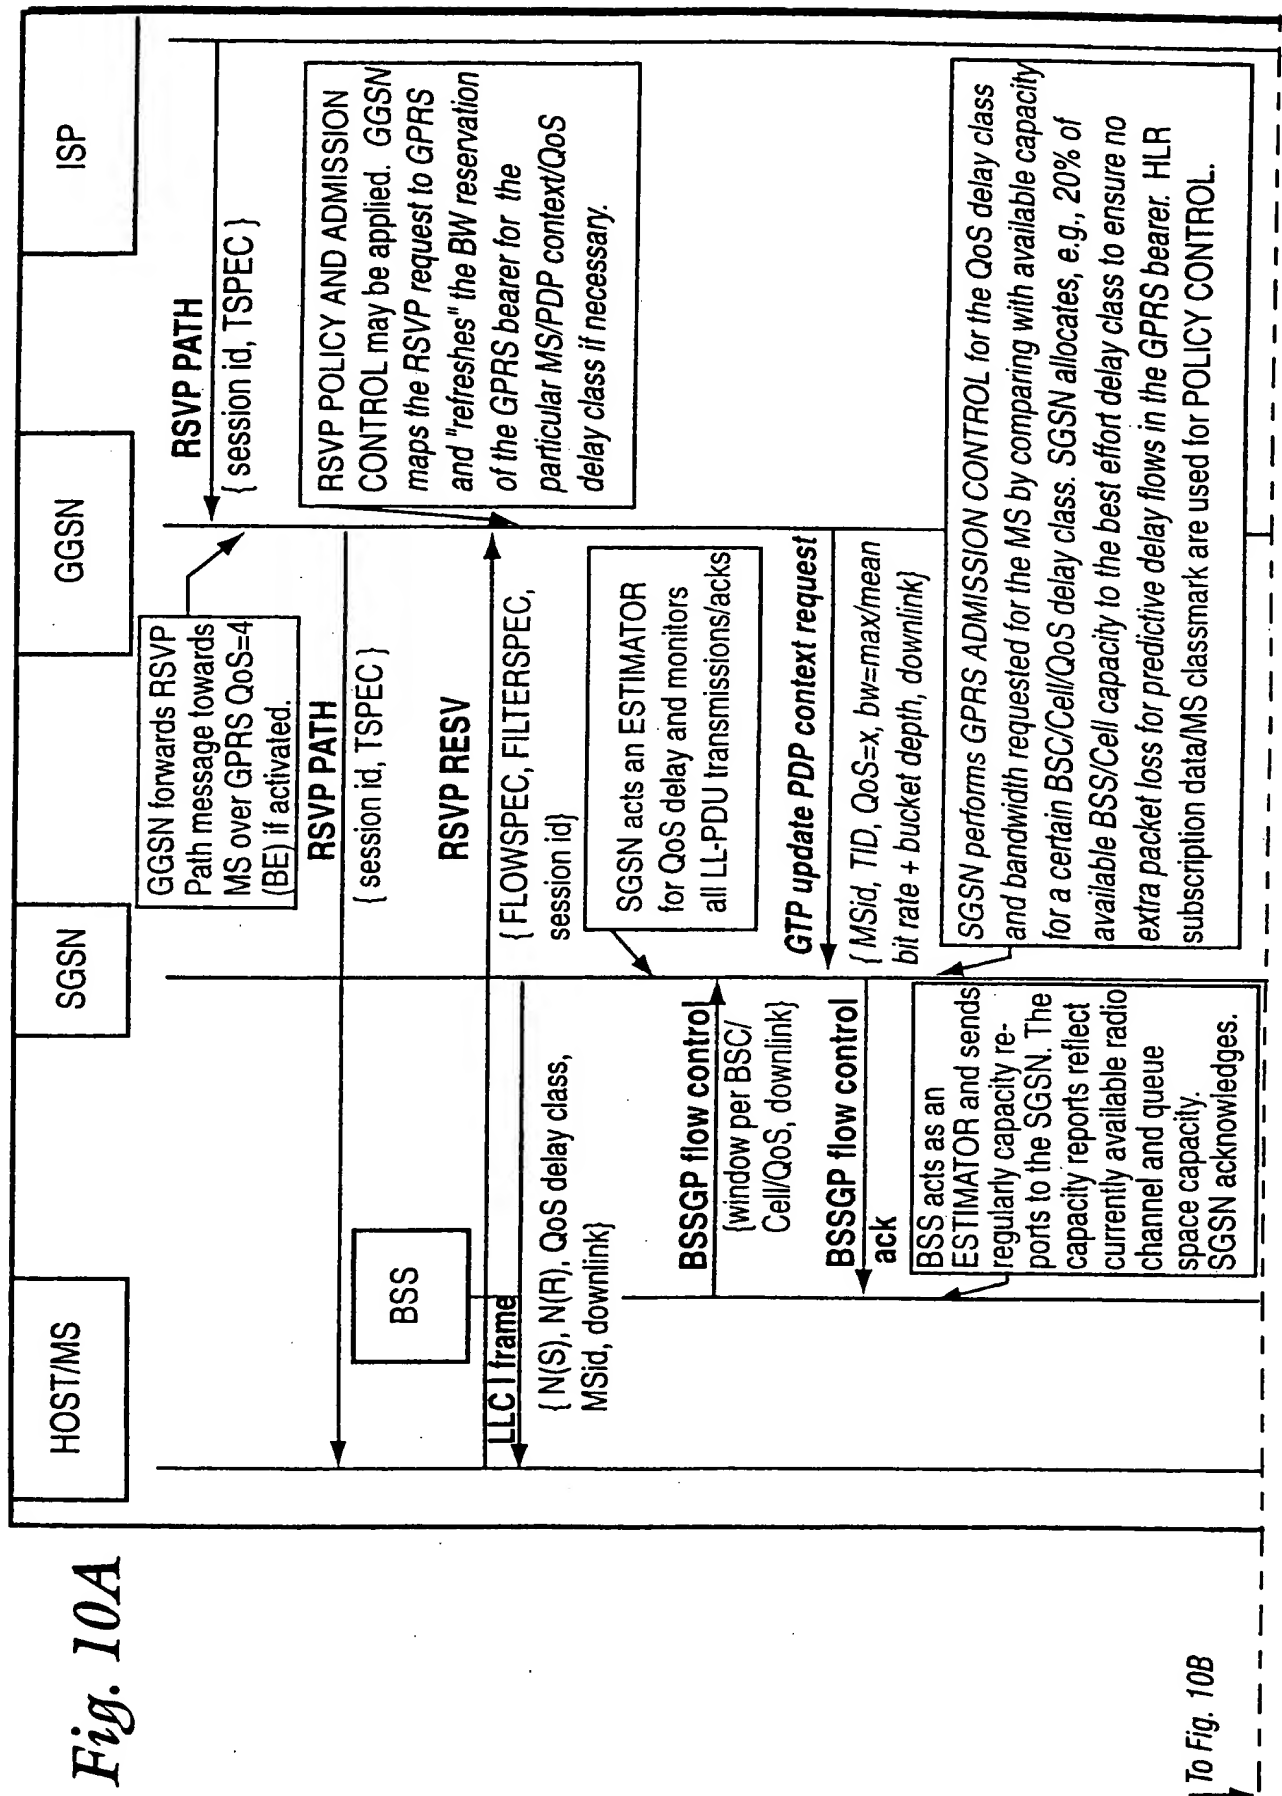 Fig. 10A
HOST/MS
SGSN
GGSN
ISP
RSVP PATH
{ session id, TSPEC }
GGSN forwards RSVP
Path message towards
MS over GPRS QoS=4
(BE) if activated.
RSVP PATH
{ session id, TSPEC }
RSVP POLICY AND ADMISSION
CONTROL may be applied. GGSN
maps the RSVP request to GPRS
and "refreshes" the BW reservation
of the GPRS bearer for the
particular MS/PDP context/QoS
delay class if necessary.
BSS
RSVP RESV
{ FLOWSPEC, FILTERSPEC,
session id}
LLC I frame
{ N(S), N(R), QoS delay class,
MSid, downlink}
SGSN acts an ESTIMATOR
for QoS delay and monitors
all LL-PDU transmissions/acks
BSSGP flow control
{window per BSC/
Cell/QoS, downlink}
GTP update PDP context request
{ MSid, TID, QoS=x, bw=max/mean
bit rate + bucket depth, downlink}
BSSGP flow control
ack
BSS acts as an
ESTIMATOR and sends
regularly capacity re-
ports to the SGSN. The
capacity reports reflect
currently available radio
channel and queue
space capacity.
SGSN acknowledges.
SGSN performs GPRS ADMISSION CONTROL for the QoS delay class
and bandwidth requested for the MS by comparing with available capacity
for a certain BSC/Cell/QoS delay class. SGSN allocates, e.g., 20% of
available BSS/Cell capacity to the best effort delay class to ensure no
extra packet loss for predictive delay flows in the GPRS bearer. HLR
subscription data/MS classmark are used for POLICY CONTROL.
To Fig. 10B